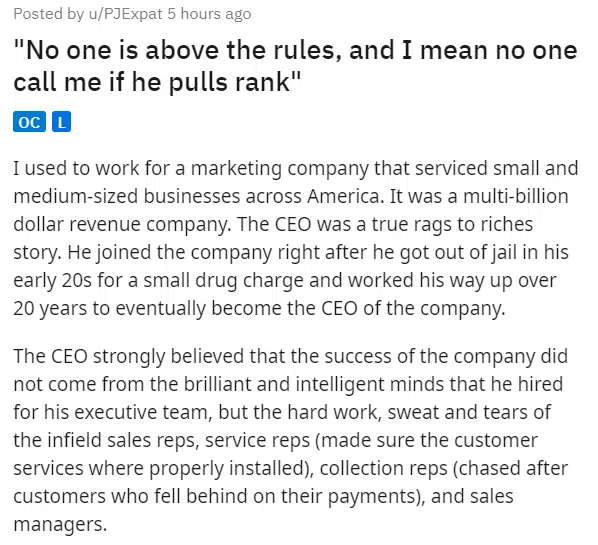 Posted by u/PJExpat 5 hours ago
"No one is above the rules, and I mean no one
call me if he pulls rank"
OC L
I used to work for a marketing company that serviced small and
medium-sized businesses across America. It was a multi-billion
dollar revenue company. The CEO was a true rags to riches
story. He joined the company right after he got out of jail in his
early 20s for a small drug charge and worked his way up over
20 years to eventually become the CEO of the company.
The CEO strongly believed that the success of the company did
not come from the brilliant and intelligent minds that he hired
for his executive team, but the hard work, sweat and tears of
the infield sales reps, service reps (made sure the customer
services where properly installed), collection reps (chased after
customers who fell behind on their payments), and sales
managers.